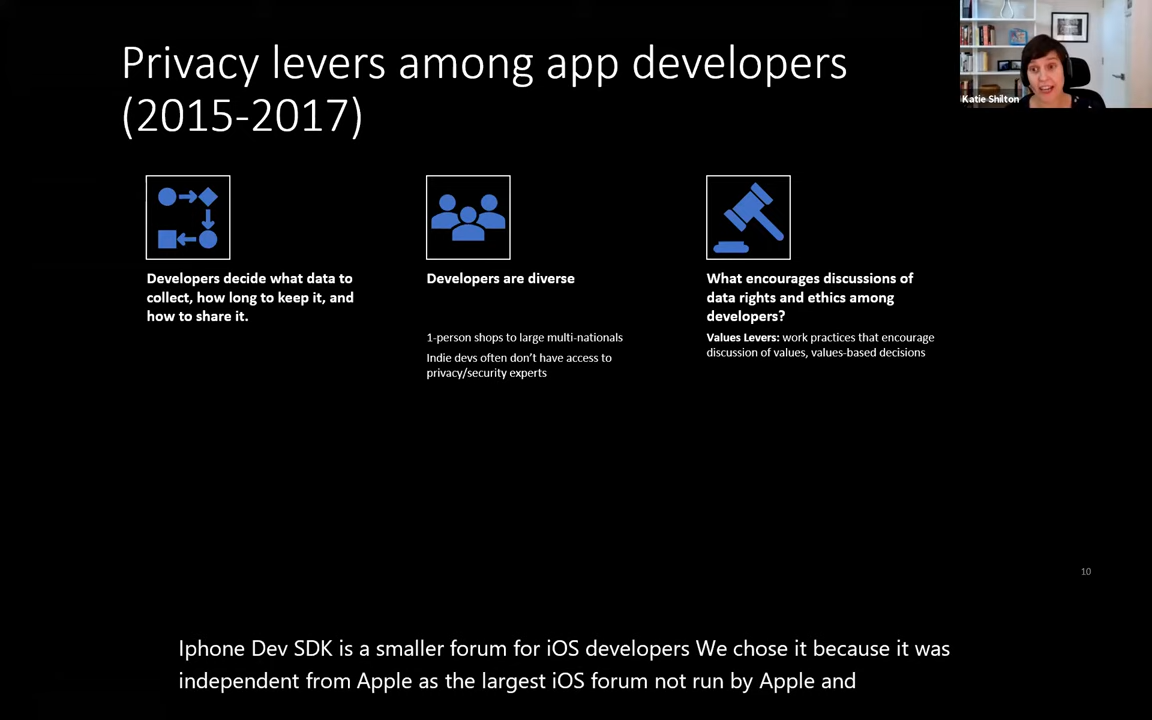 Privacy levers among app developers
(2015-2017)
Katie Shilton
Developers decide what data to
collect, how long to keep it, and
how to share it.
Developers are diverse
1-person shops to large multi-nationals
Indie devs often don't have access to
privacy/security experts
What encourages discussions of
data rights and ethics among
developers?
Values Levers: work practices that encourage
discussion of values, values-based decisions
10
Iphone Dev SDK is a smaller forum for iOS developers We chose it because it was
independent from Apple as the largest iOS forum not run by Apple and